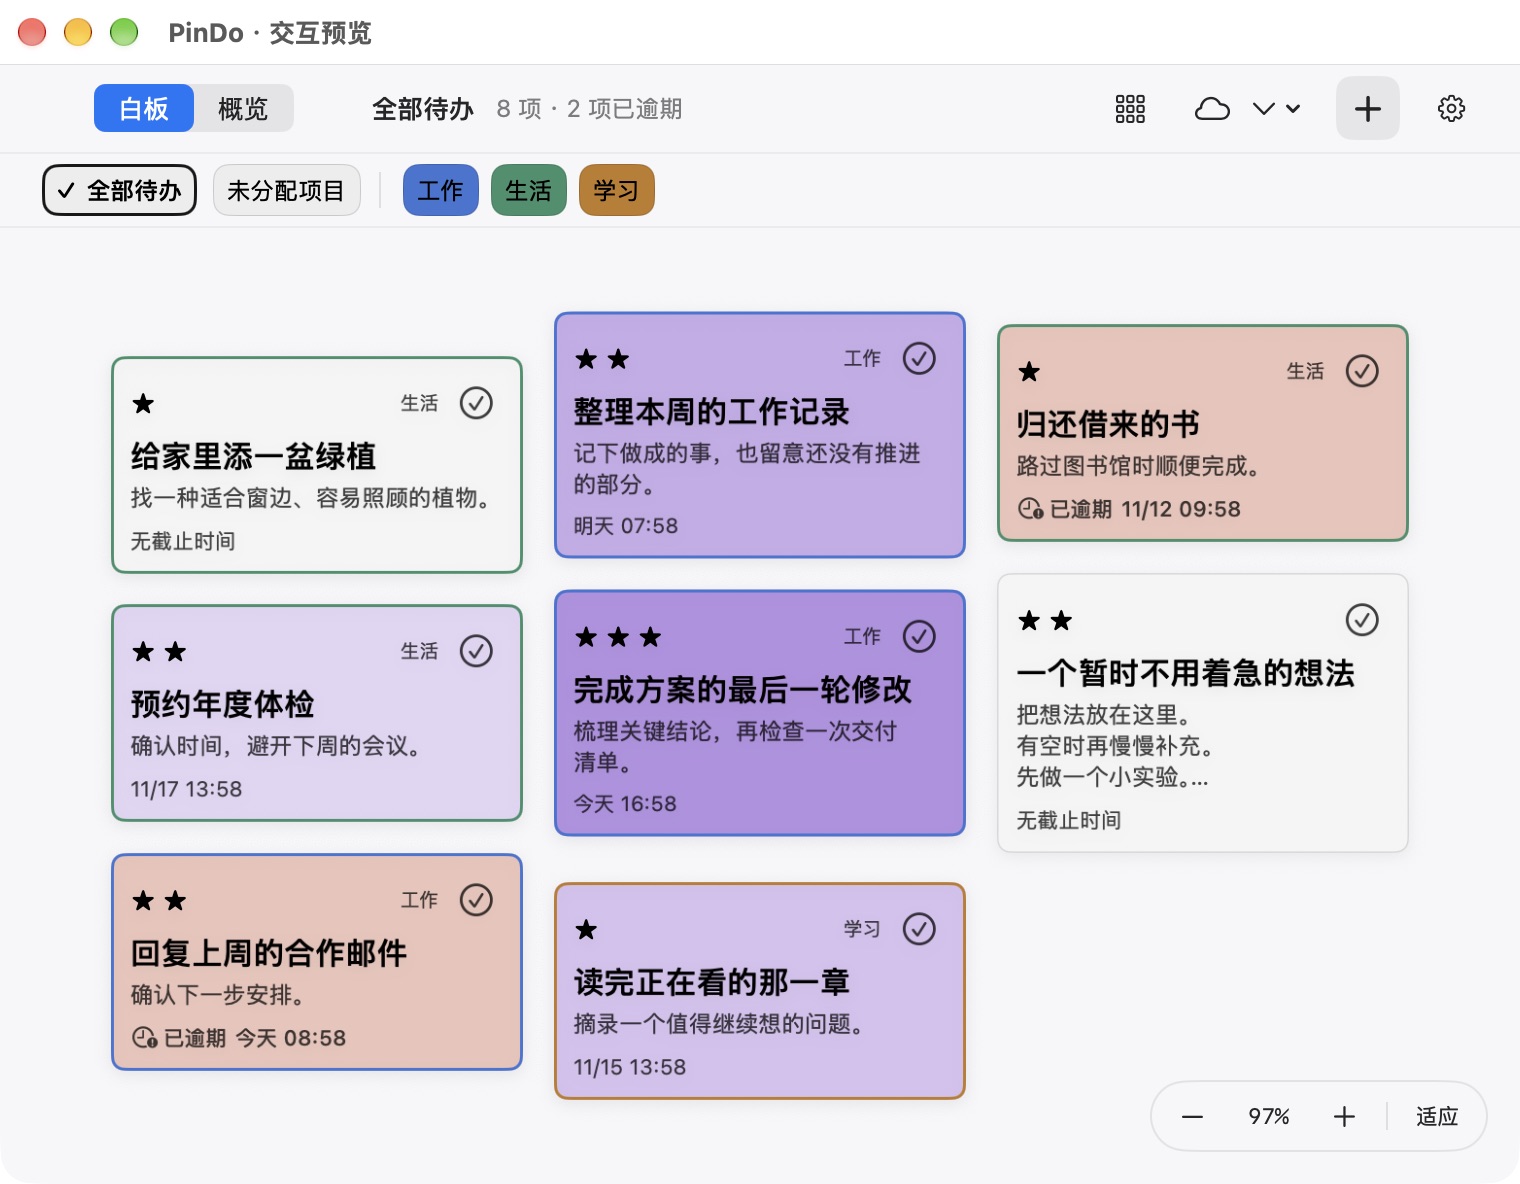 PinDo · 交互预览
白板 概览 全部待办 8 项 · 2 项已逾期
全部待办 未分配项目 工作 生活 学习
生活
给家里添一盆绿植
找一种适合窗边、容易照顾的植物。
无截止时间
生活
预约年度体检
确认时间，避开下周的会议。
11/17 13:58
工作
回复上周的合作邮件
确认下一步安排。
已逾期 今天 08:58
工作
整理本周的工作记录
记下做成的事，也留意还没有推进
的部分。
明天 07:58
工作
完成方案的最后一轮修改
梳理关键结论，再检查一次交付
清单。
今天 16:58
学习
读完正在看的那一章
摘录一个值得继续想的问题。
11/15 13:58
生活
归还借来的书
路过图书馆时顺便完成。
已逾期 11/12 09:58
一个暂时不用着急的想法
把想法放在这里。
有空时再慢慢补充。
先做一个小实验。...
无截止时间
97% 适应